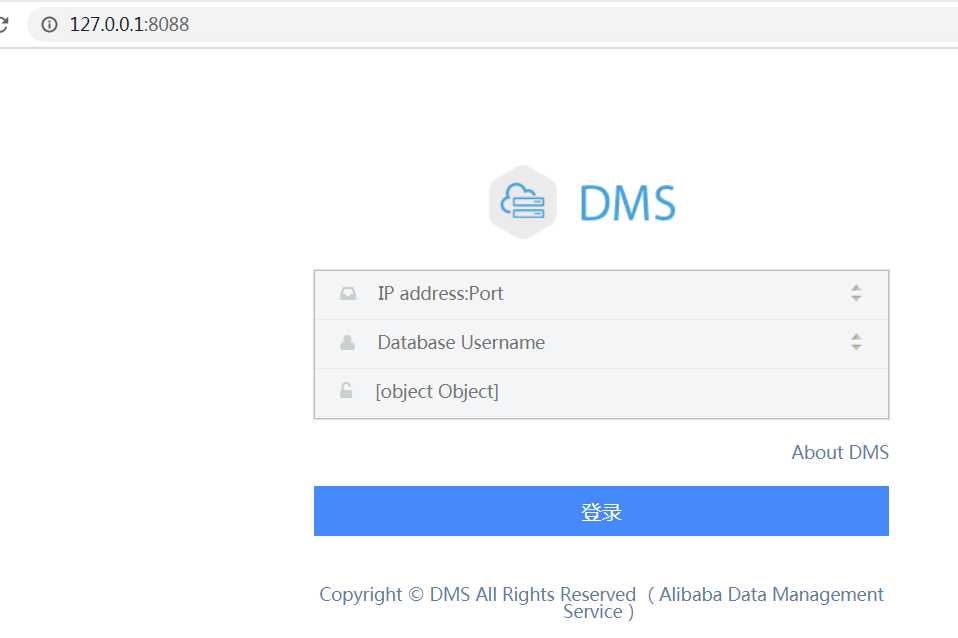 127.0.0.1:8088
DMS
IP address:Port
Database Username
[object Object]
About DMS
登录
Copyright © DMS All Rights Reserved ( Alibaba Data Management
Service )